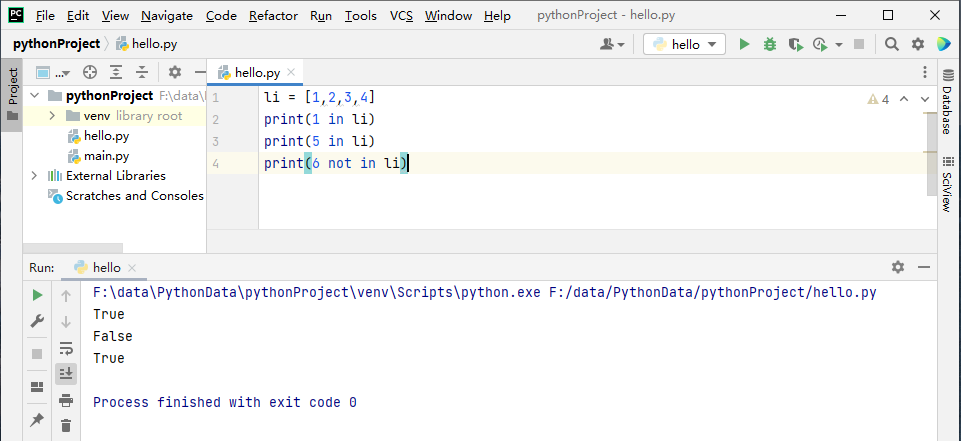 PC File Edit View Navigate Code Refactor Run Tools VCS Window Help pythonProject - hello.py
pythonProject hello.py hello
Project
... hello.py
pythonProject F:\data\
venv library root
hello.py
main.py
External Libraries
Scratches and Consoles
1 li = [1,2,3,4]
2 print(1 in li)
3 print(5 in li)
4 print(6 not in li)
4
Database
SciView
Run: hello
F:\data\PythonData\pythonProject\venv\Scripts\python.exe F:/data/PythonData/pythonProject/hello.py
True
False
True
Process finished with exit code 0